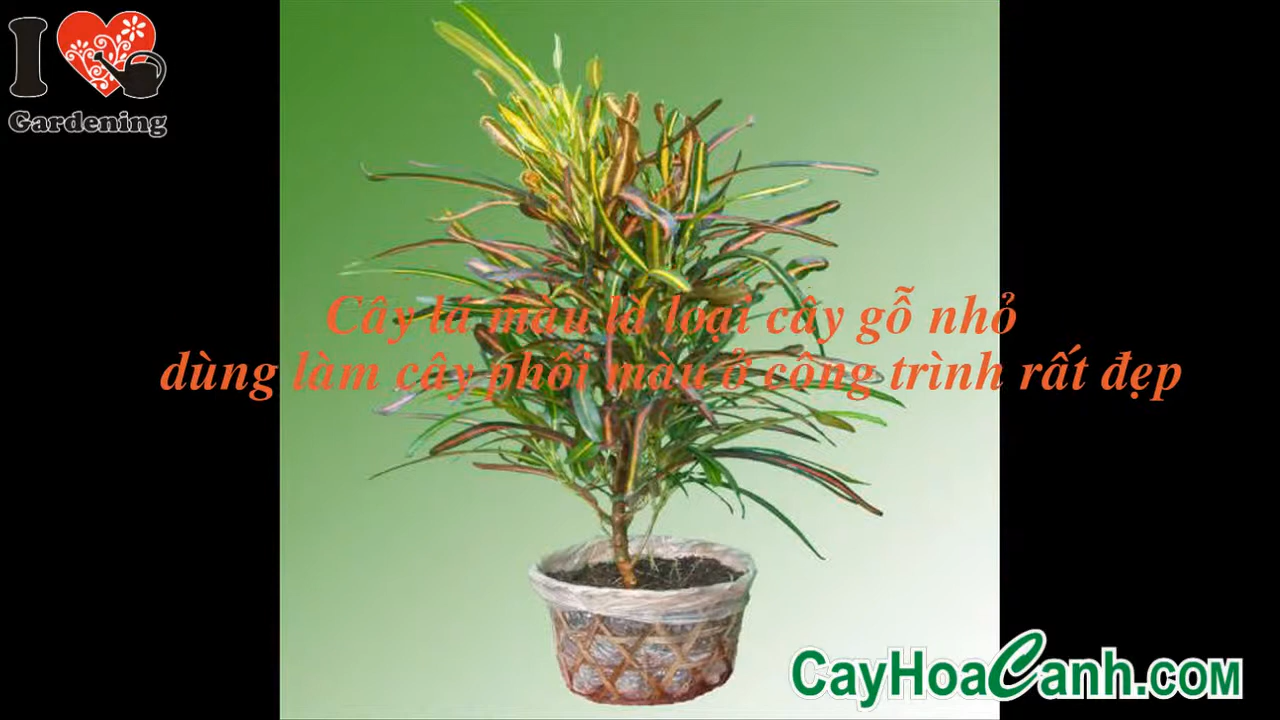 I
Gardening
Cây lá màu là loại cây gỗ nhỏ
dùng làm cây phối màu ở công trình rất đẹp
CayHoaCanh.com